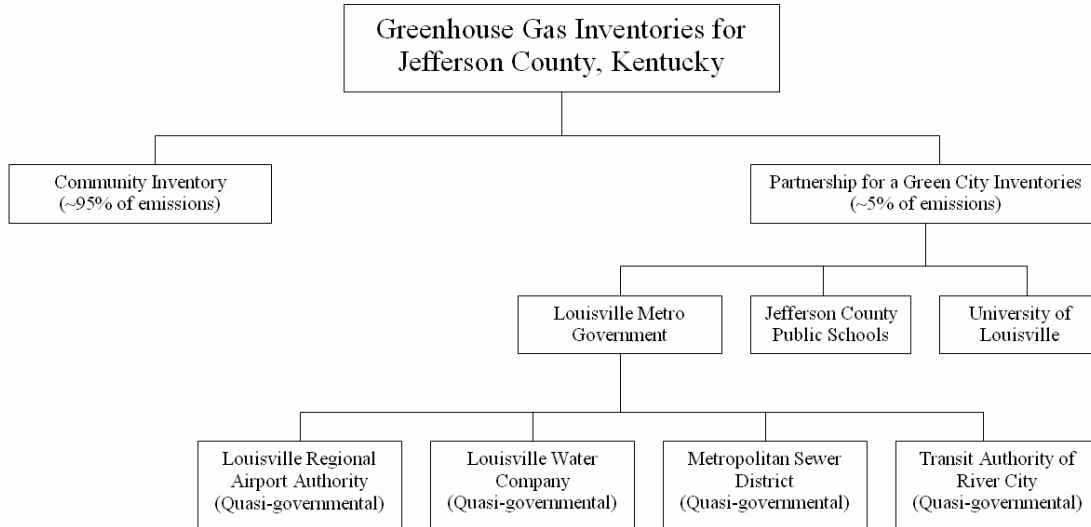 Greenhouse Gas Inventories for
Jefferson County, Kentucky
Community Inventory
(~95% of emissions)
Partnership for a Green City Inventories
(~5% of emissions)
Louisville Metro
Government
Jefferson County
Public Schools
University of
Louisville
Louisville Regional
Airport Authority
(Quasi-governmental)
Louisville Water
Company
(Quasi-governmental)
Metropolitan Sewer
District
(Quasi-governmental)
Transit Authority of
River City
(Quasi-governmental)